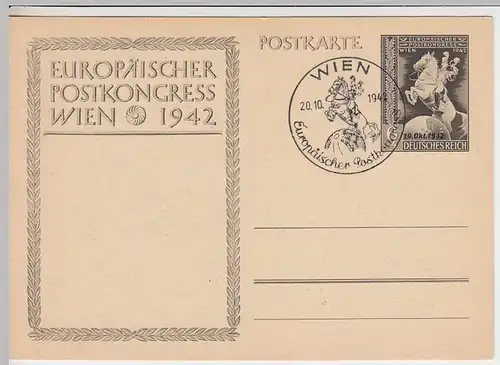 EUROPÄISCHER
POSTKONGRESS
WIEN 1942
POSTKARTE
WIEN
20.10. 1942
Europäischer Postkongress
EUROPÄISCHER
POSTKONGRESS
WIEN 1942
19.Okt.1942
DEUTSCHES REICH